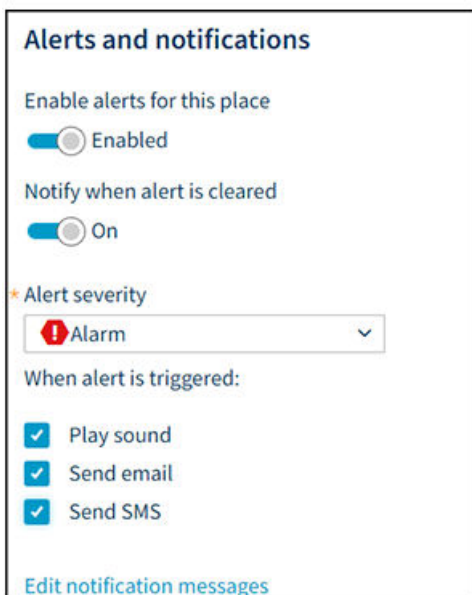 Alerts and notifications
Enable alerts for this place
Enabled
Notify when alert is cleared
On
* Alert severity
Alarm
When alert is triggered:
Play sound
Send email
Send SMS
Edit notification messages